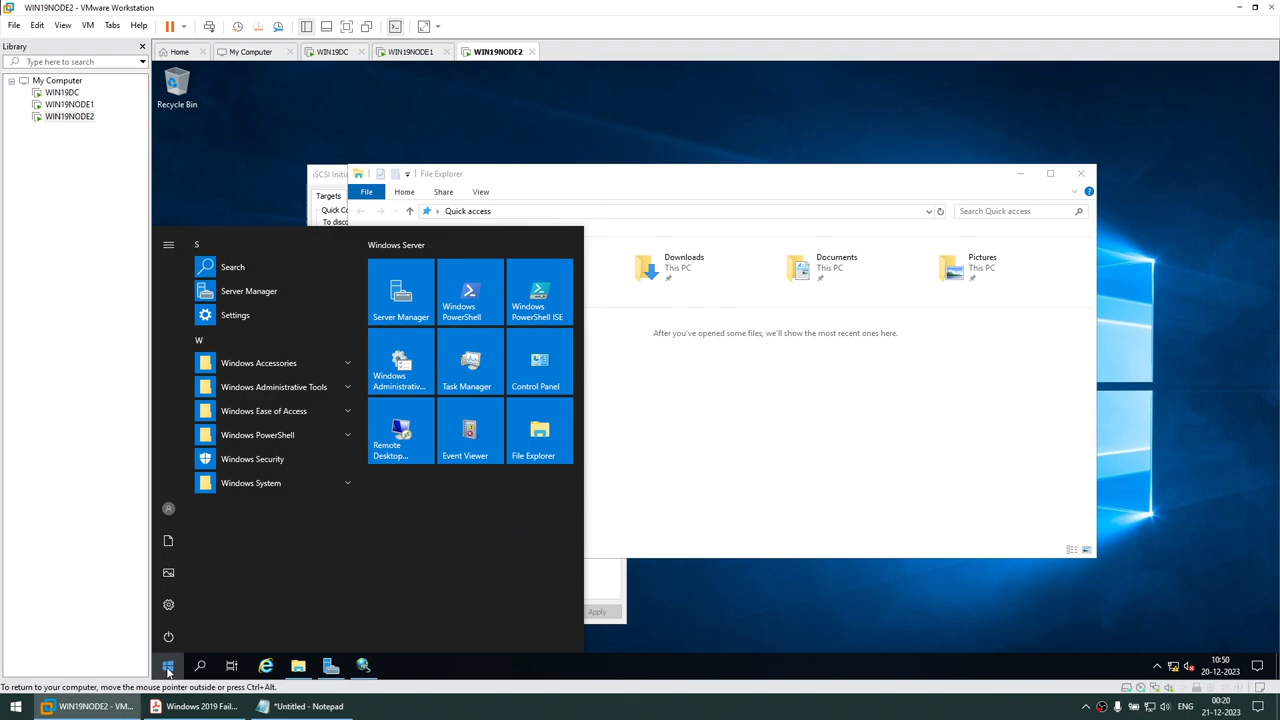 WIN19NODE2 - VMware Workstation
File Edit View VM Tabs Help
Library
Type here to search
My Computer
WIN19DC
WIN19NODE1
WIN19NODE2
Home
My Computer
WIN19DC
WIN19NODE1
WIN19NODE2
Recycle Bin
iSCSI Initia
Targets
Quick Co
To disco
File Explorer
File Home Share View
Quick access
Search Quick access
Downloads
This PC
Documents
This PC
Pictures
This PC
After you've opened some files, we'll show the most recent ones here.
Apply
S
Search
Server Manager
Settings
W
Windows Accessories
Windows Administrative Tools
Windows Ease of Access
Windows PowerShell
Windows Security
Windows System
Windows Server
Server Manager
Windows PowerShell
Windows PowerShell ISE
Windows Administrativ...
Task Manager
Control Panel
Remote Desktop...
Event Viewer
File Explorer
10:50
20-12-2023
To return to your computer, move the mouse pointer outside or press Ctrl+Alt.
WIN19NODE2 - VM...
Windows 2019 Fail...
*Untitled - Notepad
ENG
00:20
21-12-2023